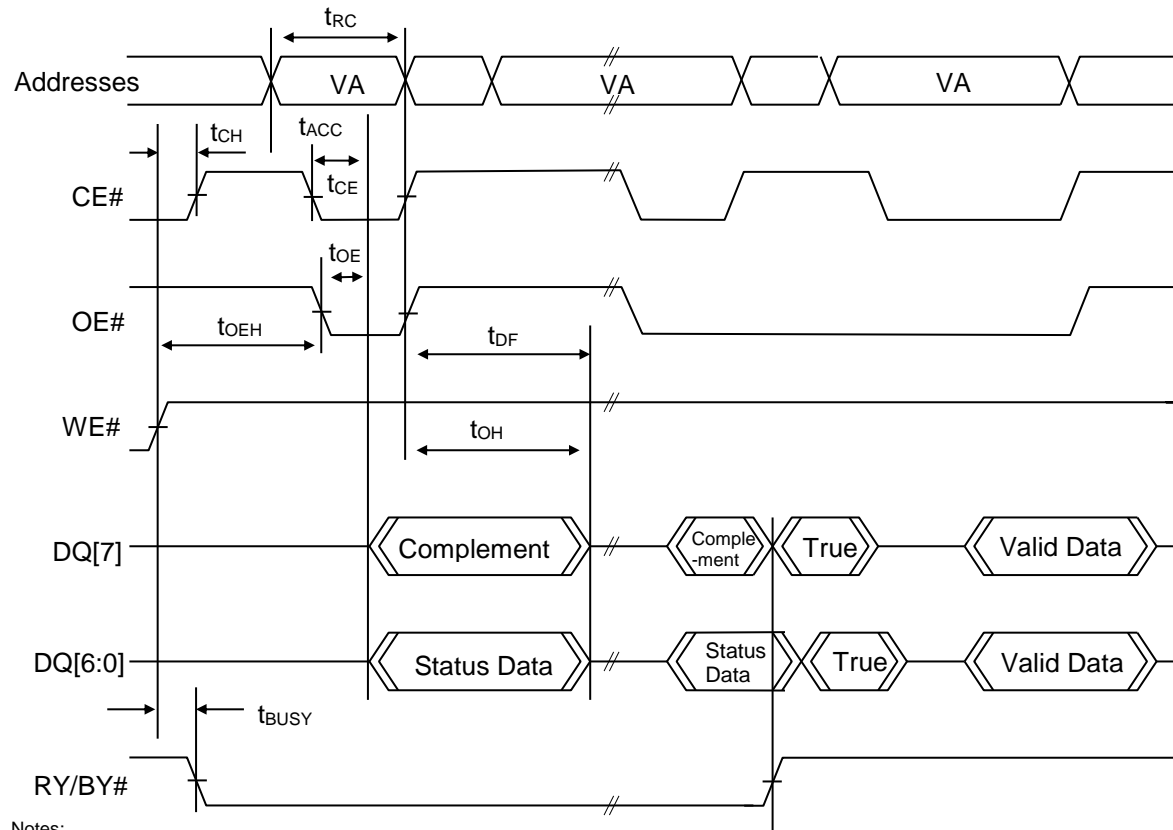 tRC
Addresses VA VA VA
tCH tACC
CE# tCE
tOE
OE# tOEH tDF
WE# tOH
DQ[7] Complement Comple
-ment True Valid Data
DQ[6:0] Status Data Status
Data True Valid Data
tBUSY
RY/BY#
Notes: